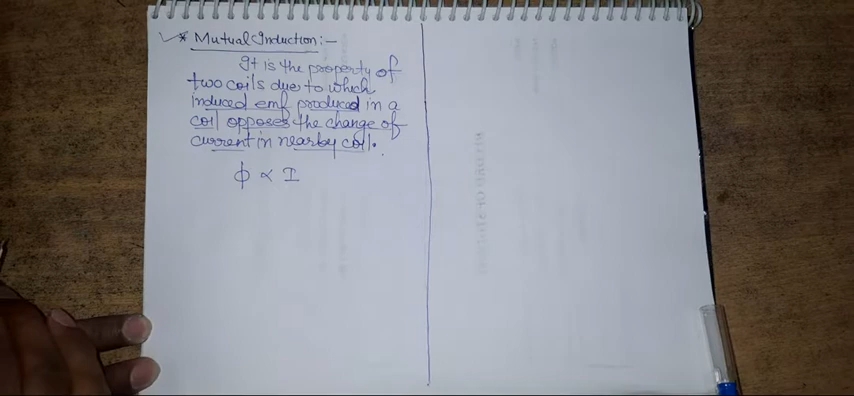 * Mutual Induction :-
It is the property of
two coils due to which
induced emf produced in a
coil opposes the change of
current in nearby coil.
ϕ ∝ I